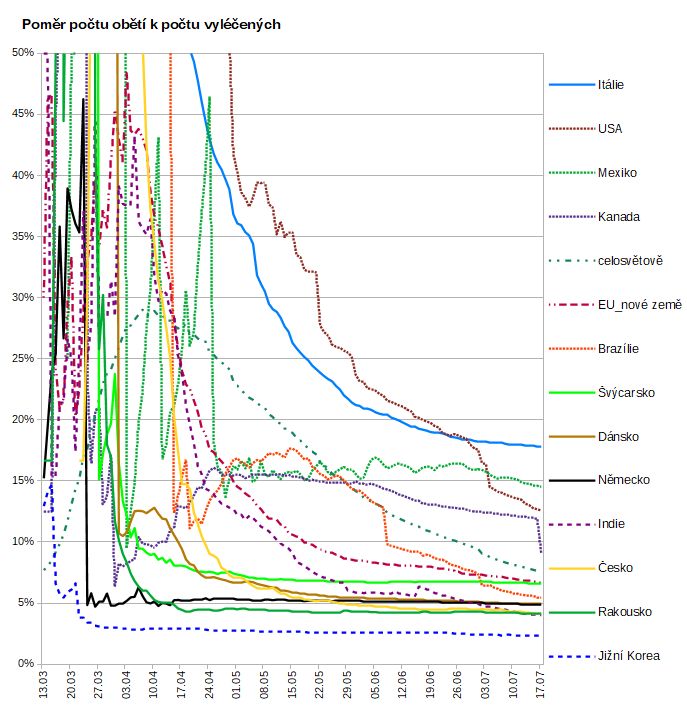 Poměr počtu obětí k počtu vyléčených
50%
45%
40%
35%
30%
25%
20%
15%
10%
5%
0%
13.03
20.03
27.03
03.04
10.04
17.04
24.04
01.05
08.05
15.05
22.05
29.05
05.06
12.06
19.06
26.06
03.07
10.07
17.07
Itálie
USA
Mexiko
Kanada
celosvětově
EU_nové země
Brazílie
Švýcarsko
Dánsko
Německo
Indie
Česko
Rakousko
Jižní Korea